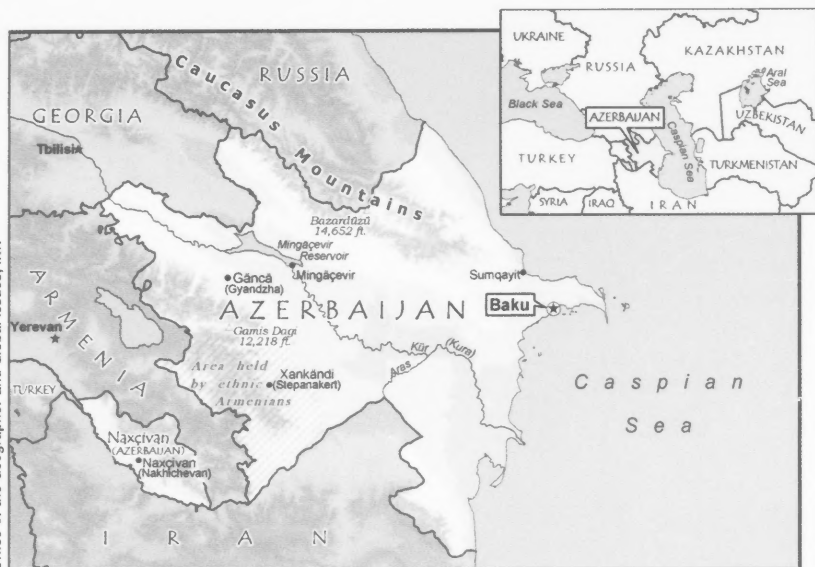 UKRAINE
RUSSIA
KAZAKHSTAN
Aral
Sea
Black Sea
AZERBAIJAN
Caspian Sea
UZBEKISTAN
TURKEY
TURKMENISTAN
SYRIA
IRAQ
IRAN
RUSSIA
Caucasus Mountains
GEORGIA
Tbilisi
Bazardüzü
14,652 ft.
Mingäçevir
Reservoir
Mingäçevir
Gäncä
(Gyandzha)
Sumqayit
AZERBAIJAN
Baku
ARMENIA
Yerevan
Gamis Dagi
12,218 ft.
Kür
(Kura)
Aras
Area held
by ethnic
Armenians
Xankändi
(Stepanakert)
Caspian
Sea
TURKEY
Naxçivan
(AZERBAIJAN)
Naxçivan
(Nakhichevan)
IRAN